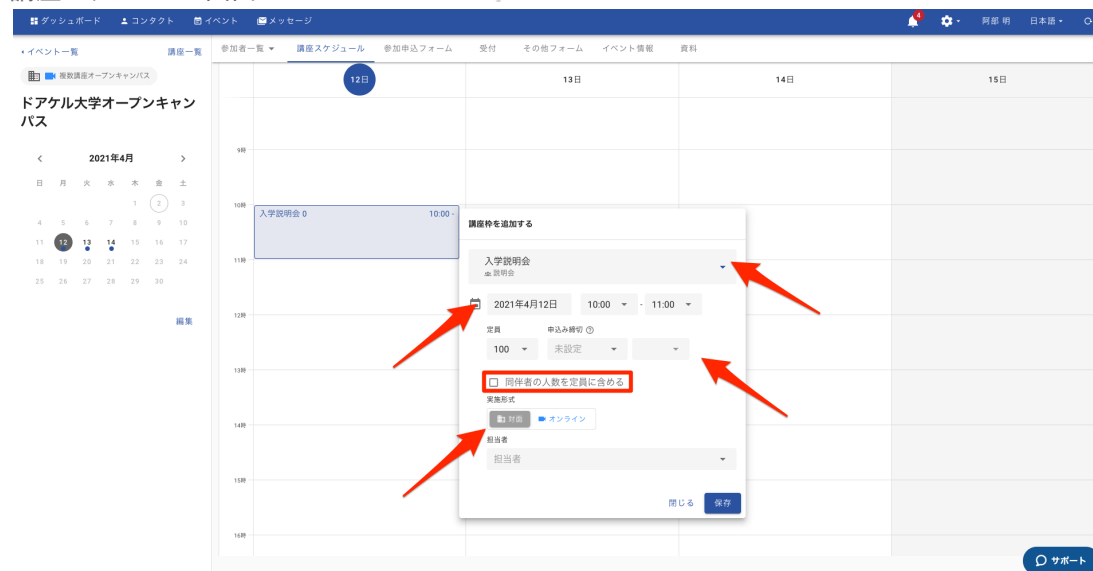 ダッシュボード コンタクト イベント メッセージ 4 阿部 明 日本語
イベント一覧 講座一覧
複数講座オープンキャンパス
ドアケル大学オープンキャン
パス
2021年4月
日 月 火 水 木 金 土
1 2 3
4 5 6 7 8 9 10
11 12 13 14 15 16 17
18 19 20 21 22 23 24
25 26 27 28 29 30
編集
参加者一覧 講座スケジュール 参加申込フォーム 受付 その他フォーム イベント情報 資料
12日 13日 14日 15日
9時
10時
11時
12時
13時
14時
15時
16時
入学説明会 0 10:00 -
講座枠を追加する
入学説明会
説明会
2021年4月12日 10:00 - 11:00
定員 申込み締切
100 未設定
同伴者の人数を定員に含める
実施形式
対面 オンライン
担当者
担当者
閉じる 保存
サポート